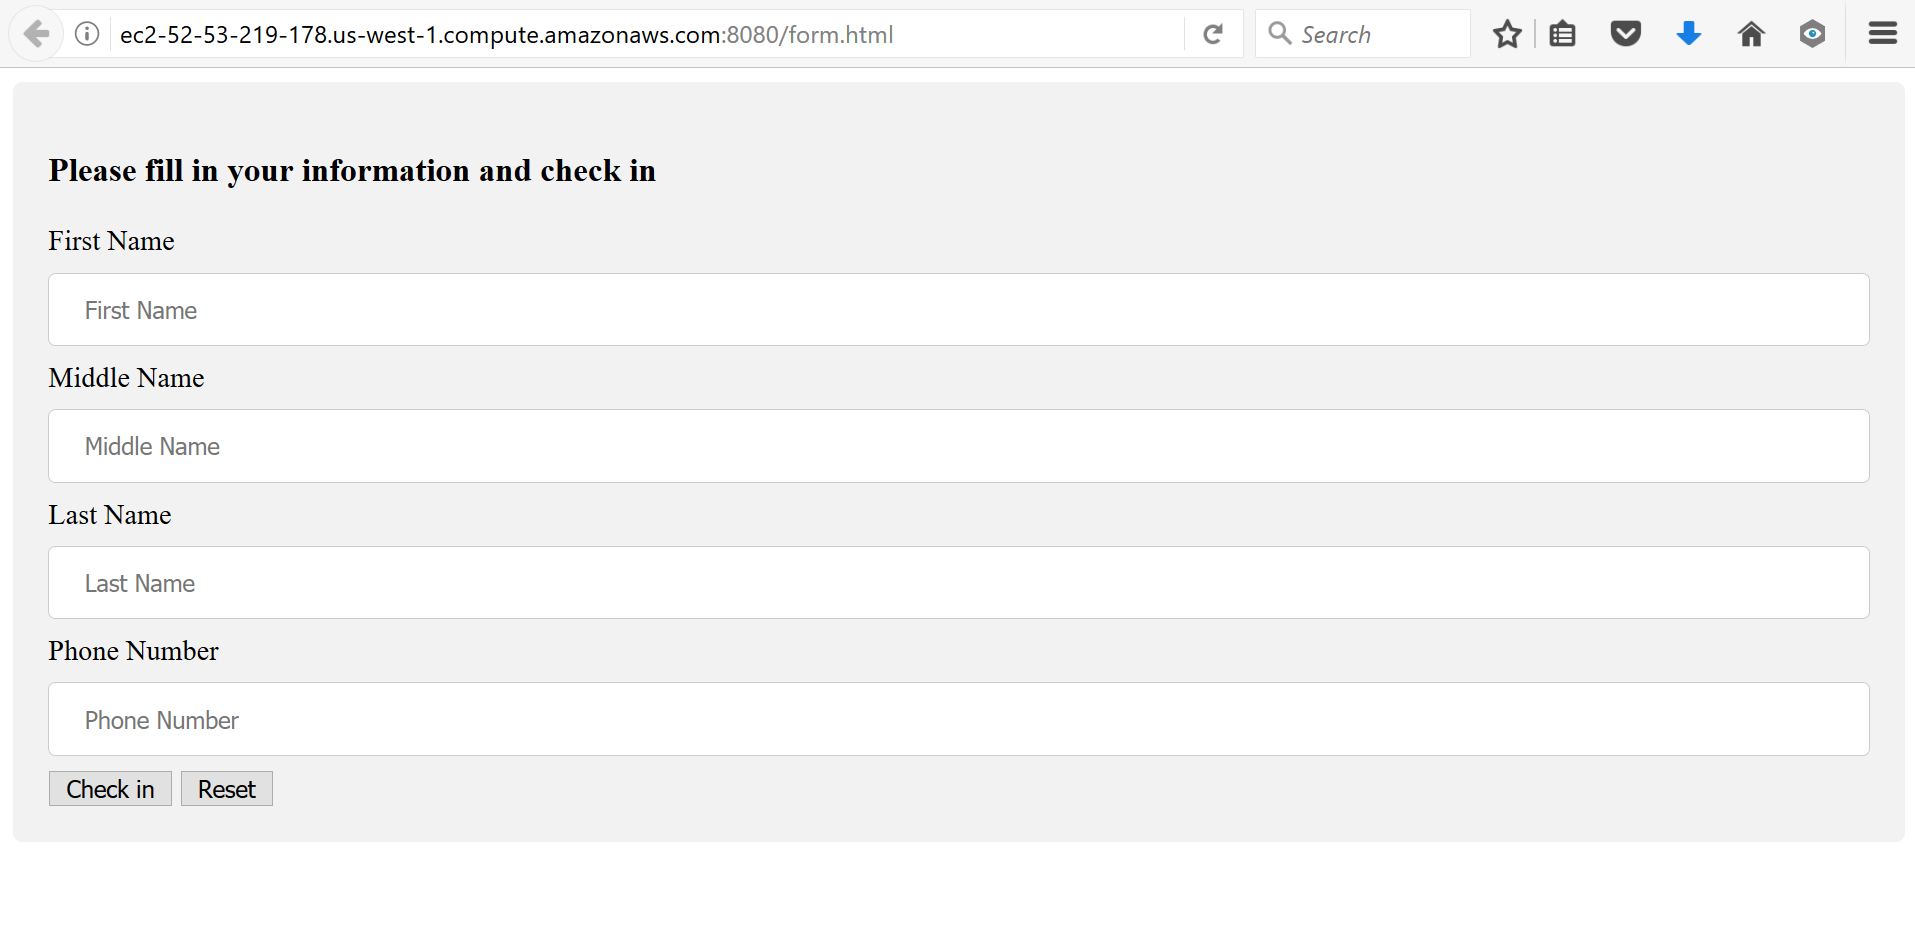 ec2-52-53-219-178.us-west-1.compute.amazonaws.com:8080/form.html
Search
Please fill in your information and check in
First Name
First Name
Middle Name
Middle Name
Last Name
Last Name
Phone Number
Phone Number
Check in Reset